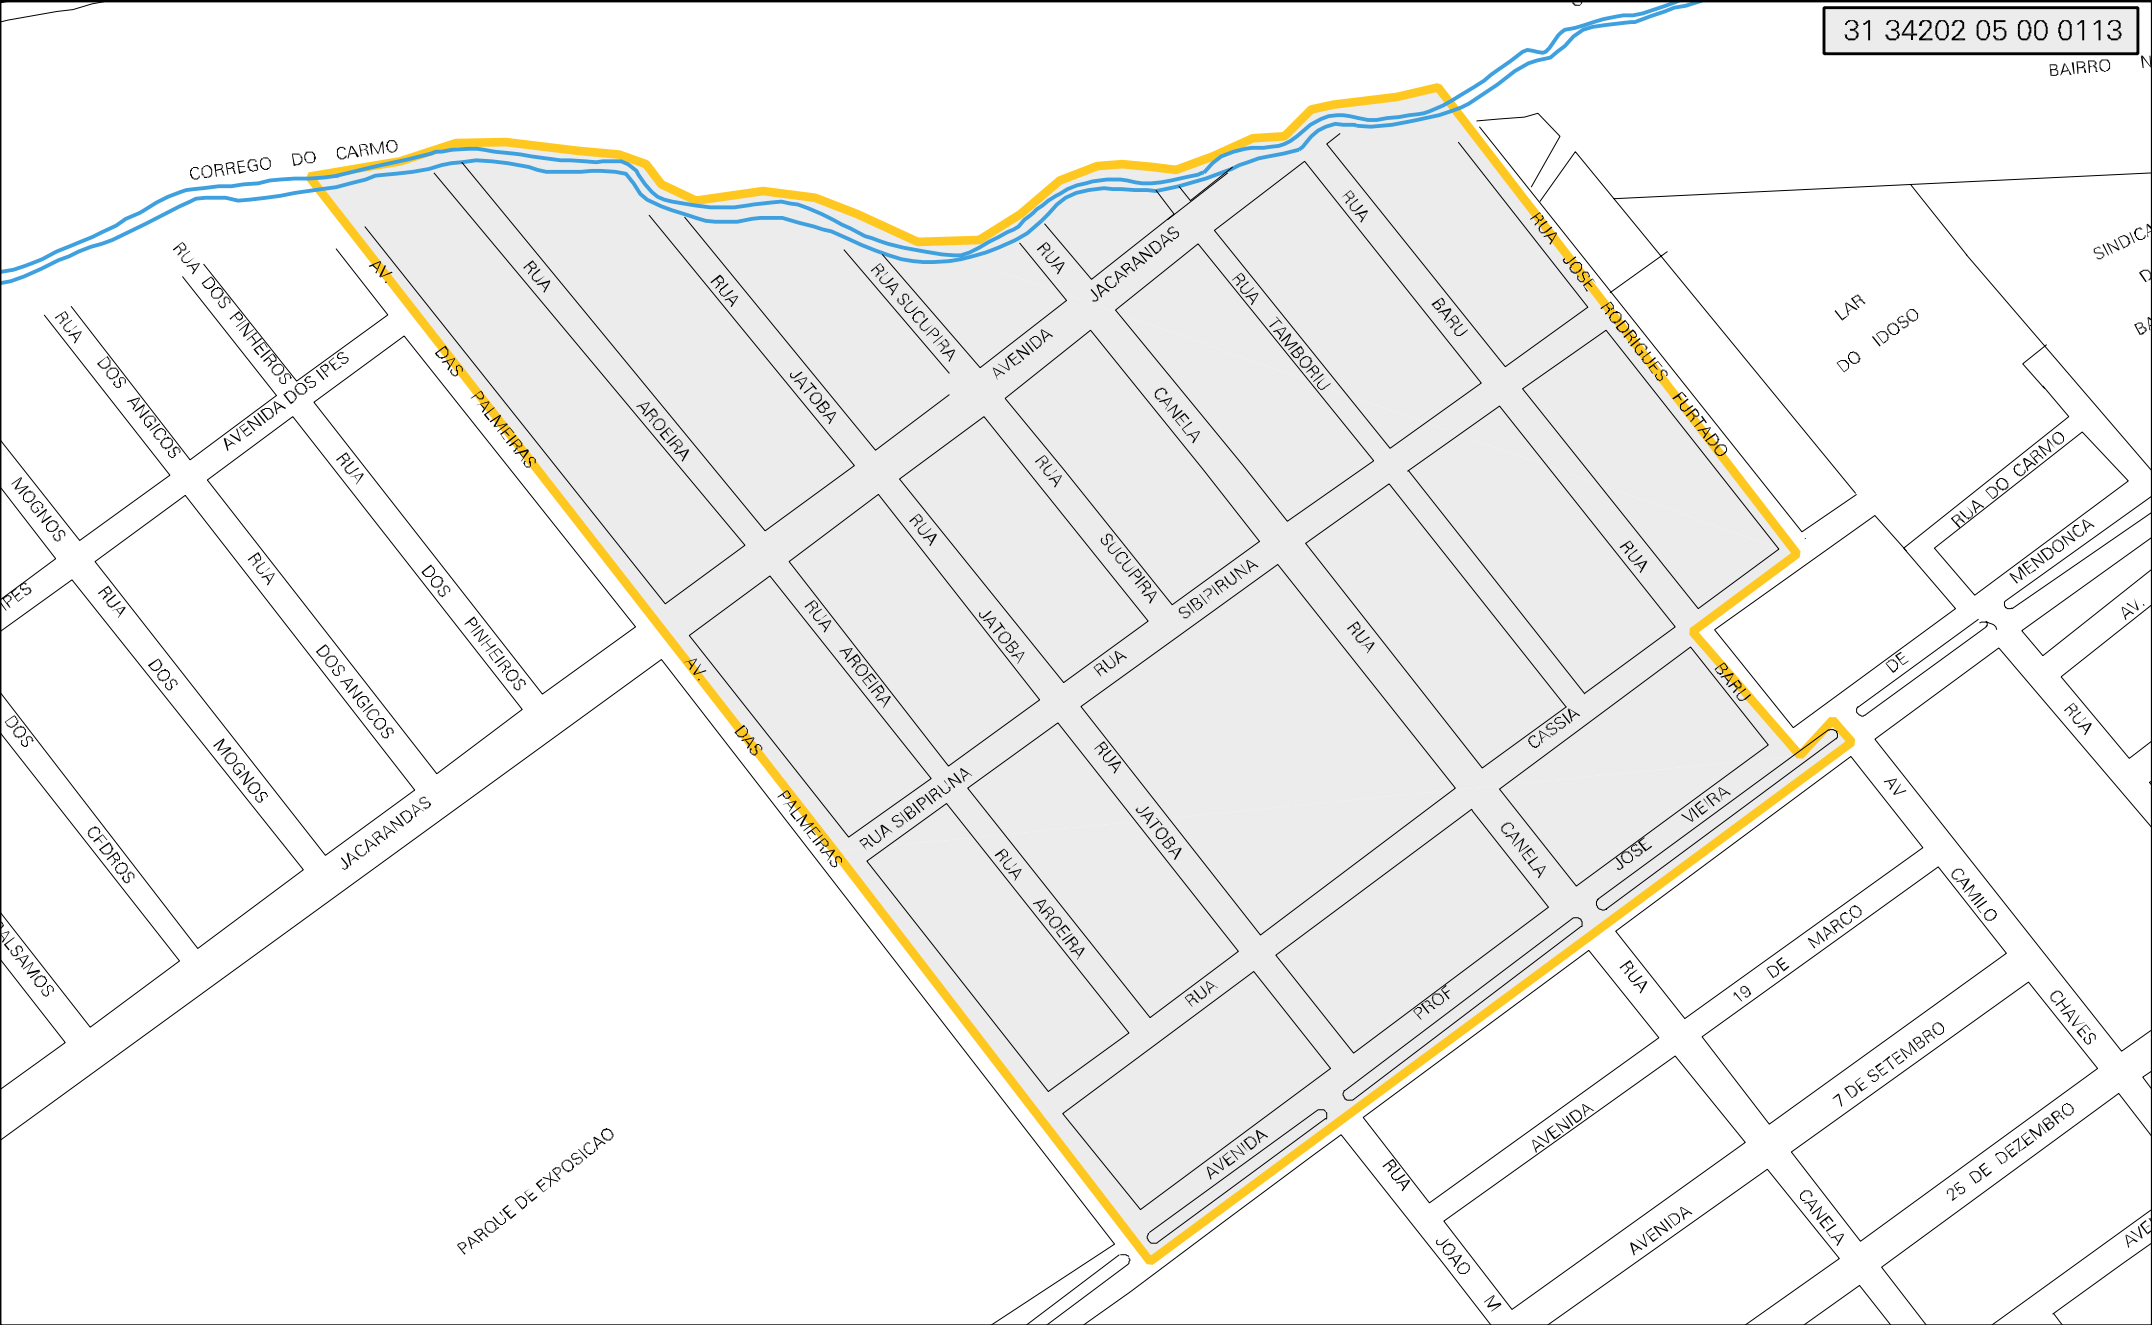 31 34202 05 00 0113
BAIRRO
CORREGO DO CARMO
RUA DOS PINHEIROS
RUA DOS ANGICOS
AVENIDA DOS IPES
MOGNOS
IPES
AV. DAS PALMEIRAS
RUA AROEIRA
RUA JATOBA
RUA SUCUPIRA
RUA
AVENIDA JACARANDAS
CANELA
RUA TAMBORIU
RUA BARU
RUA JOSE RODRIGUES FURTADO
LAR
DO IDOSO
SINDICA
BA
RUA DO CARMO
MENDONCA
AV.
RUA
RUA DOS PINHEIROS
RUA DOS ANGICOS
RUA DOS MOGNOS
DOS CEDROS
BALSAMOS
JACARANDAS
RUA AROEIRA
RUA JATOBA
RUA SUCUPIRA
RUA SIBIPIRUNA
RUA
RUA
BARU
DE
AV. DAS PALMEIRAS
RUA SIBIPIRUNA
RUA JATOBA
RUA AROEIRA
RUA CASSIA
CANELA
AVENIDA PROF JOSE VIEIRA
AV CAMILO CHAVES
RUA CANELA
19 DE MARCO
AVENIDA 7 DE SETEMBRO
AVENIDA 25 DE DEZEMBRO
AVE
RUA JOAO M
PARQUE DE EXPOSICAO